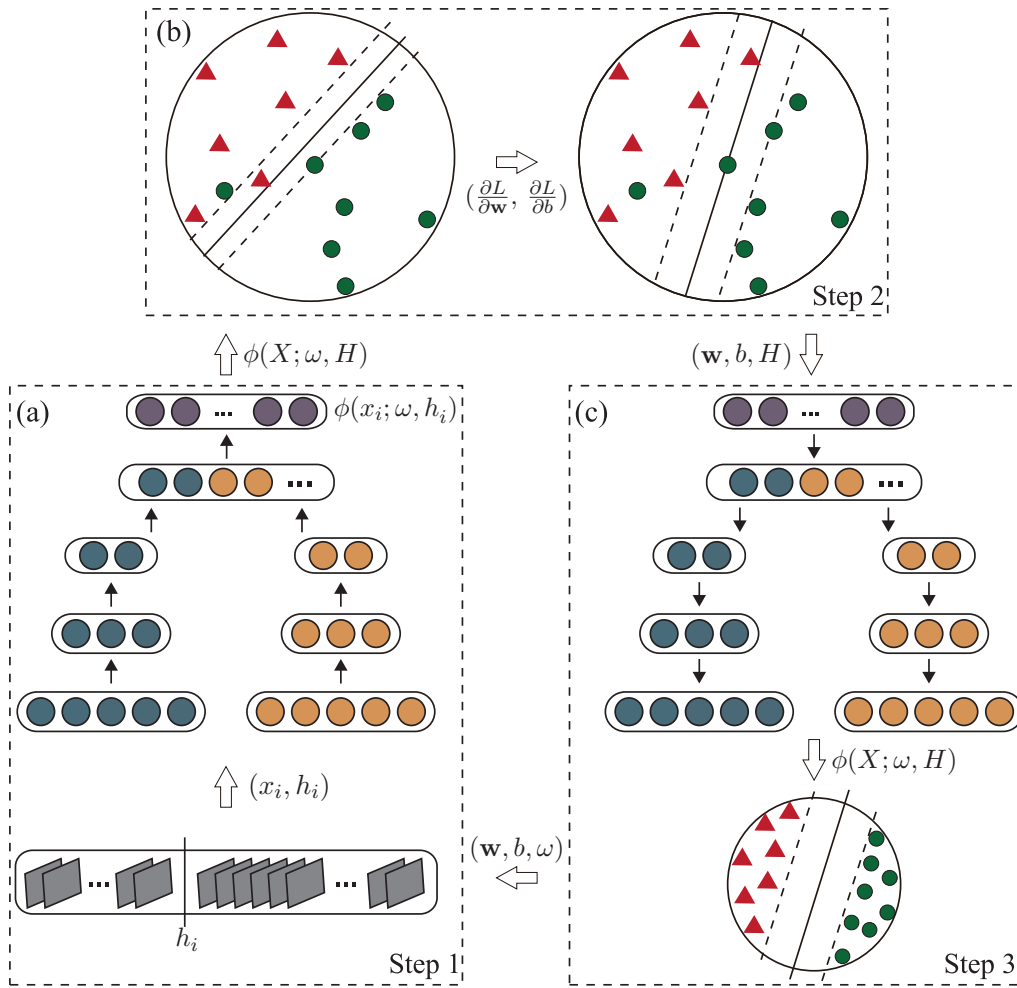 (b)
(∂L/∂𝐰, ∂L/∂b)
Step 2
ϕ(X; ω, H)
(𝐰, b, H)
(a)
ϕ(x_i; ω, h_i)
...
...
(x_i, h_i)
... ...
h_i
Step 1
(𝐰, b, ω)
(c)
...
...
ϕ(X; ω, H)
Step 3